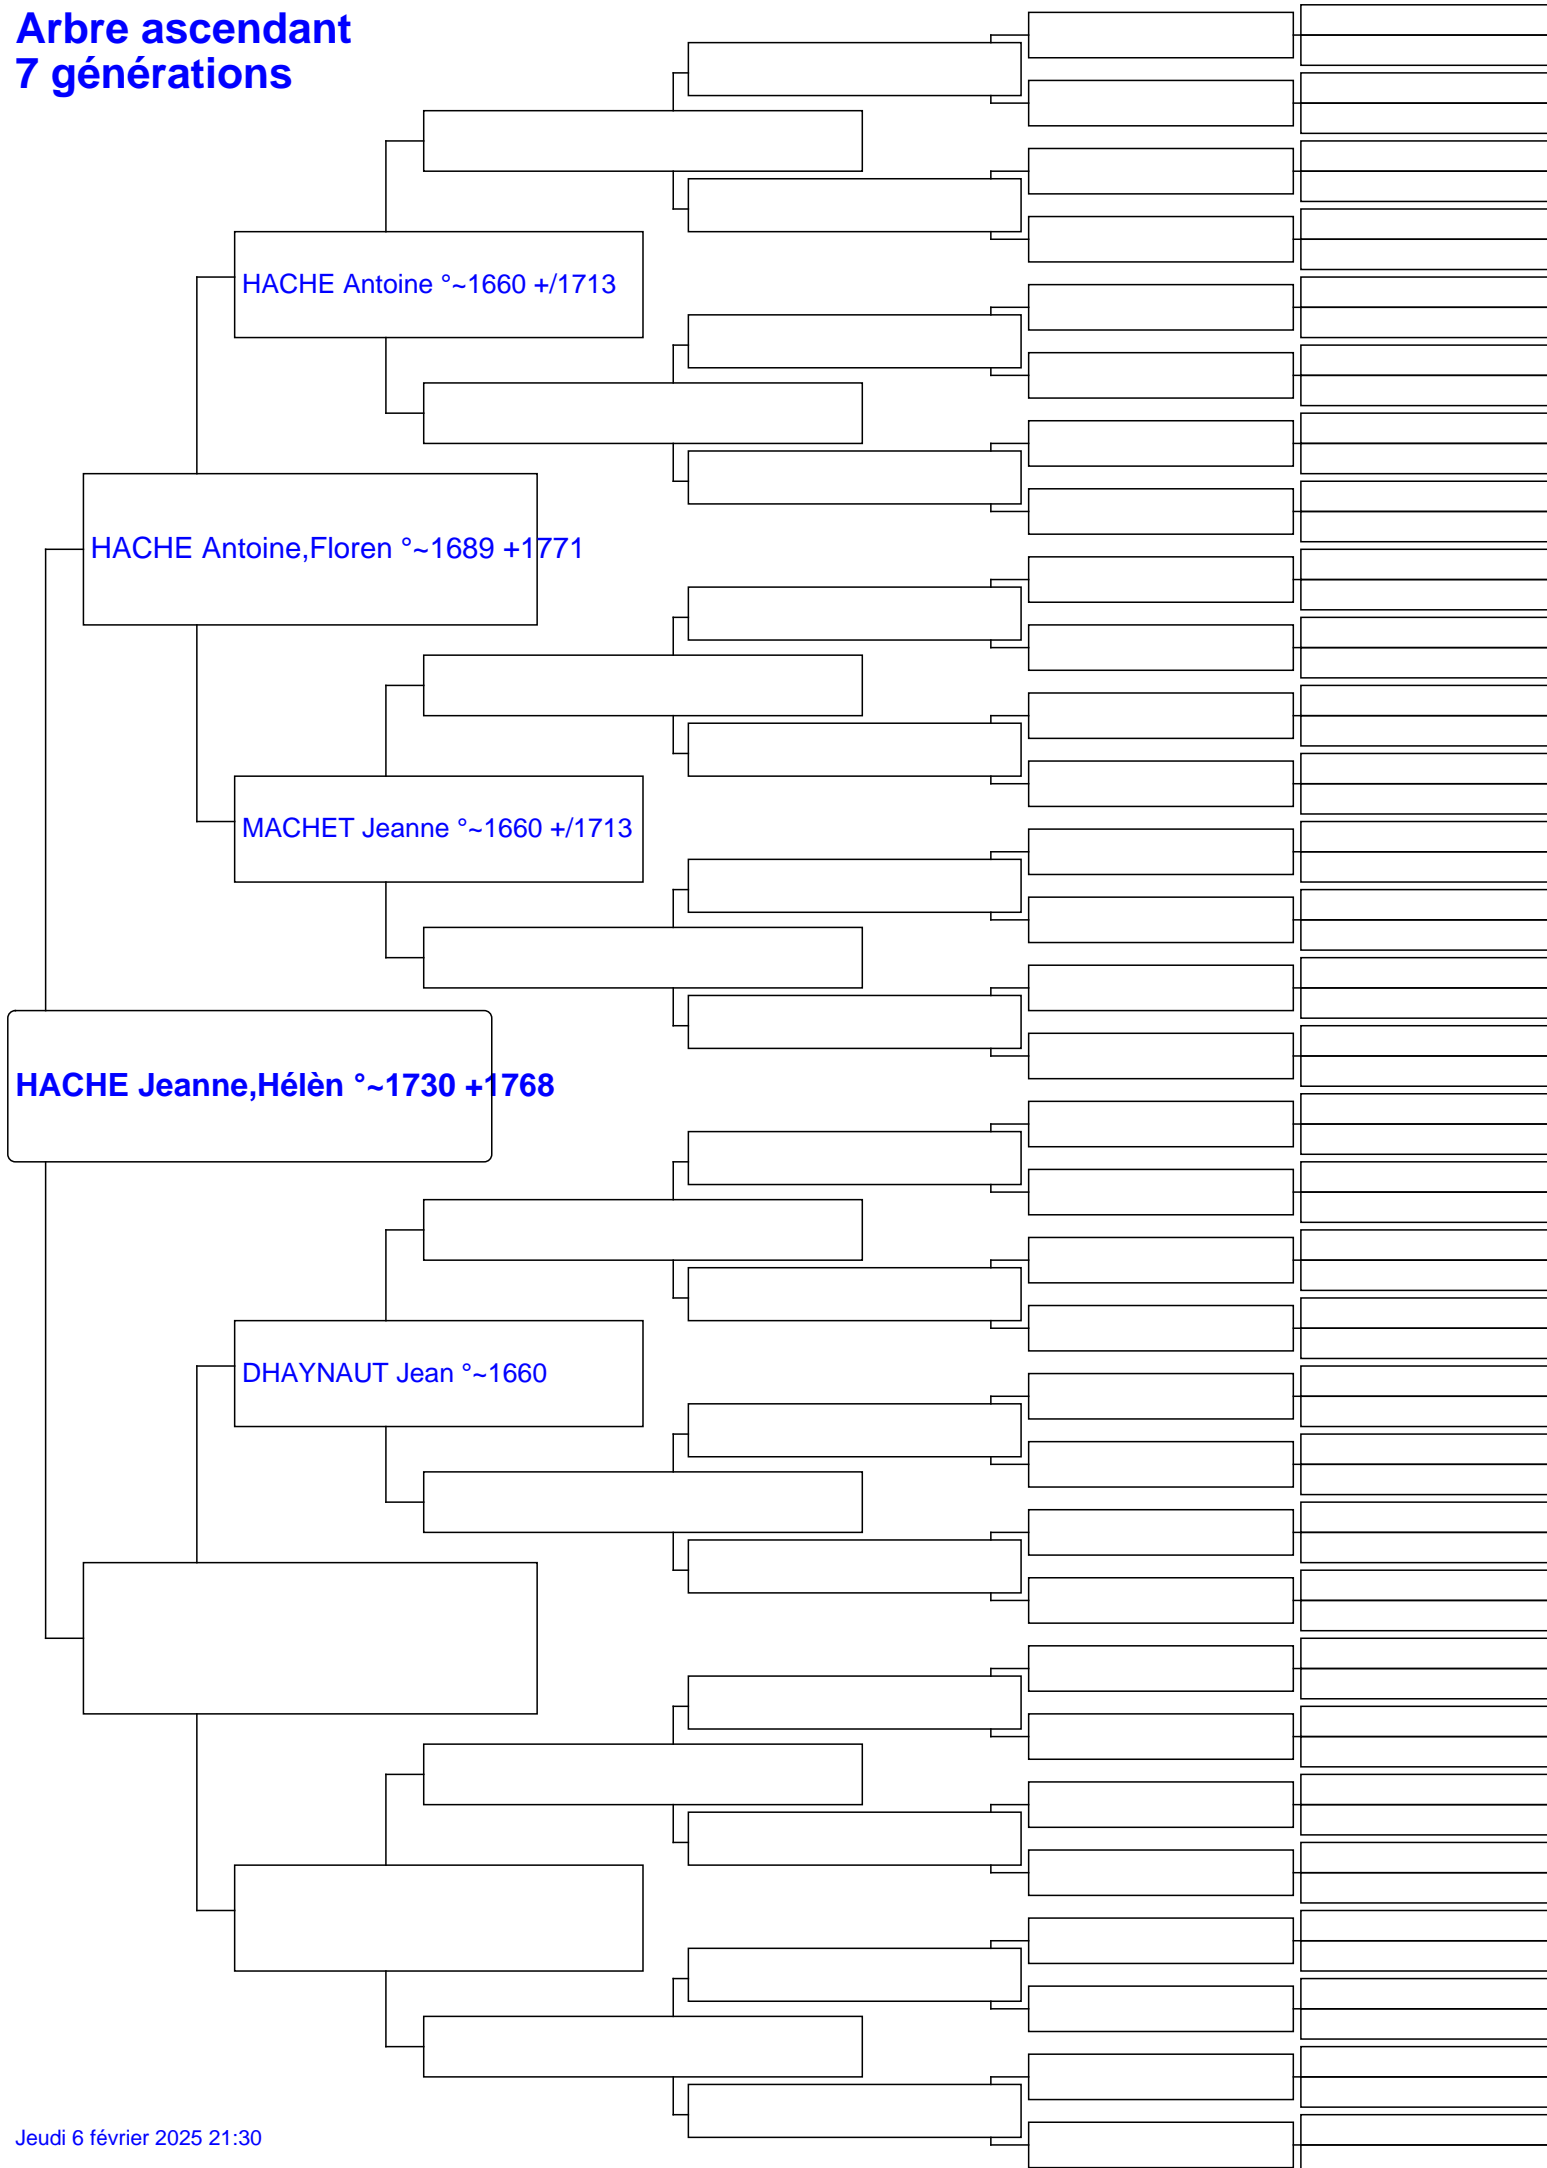 Arbre ascendant
7 générations
HACHE Antoine °~1660 +/1713
HACHE Antoine,Floren °~1689 +1771
MACHET Jeanne °~1660 +/1713
HACHE Jeanne,Hélèn °~1730 +1768
DHAYNAUT Jean °~1660
Jeudi 6 février 2025 21:30